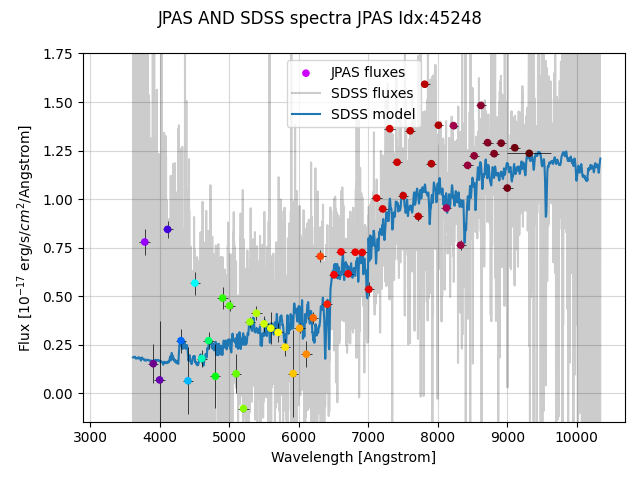 JPAS AND SDSS spectra JPAS Idx:45248
JPAS fluxes
SDSS fluxes
SDSS model
Flux [10⁻¹⁷ erg/s/cm²/Angstrom]
1.75
1.50
1.25
1.00
0.75
0.50
0.25
0.00
3000 4000 5000 6000 7000 8000 9000 10000
Wavelength [Angstrom]